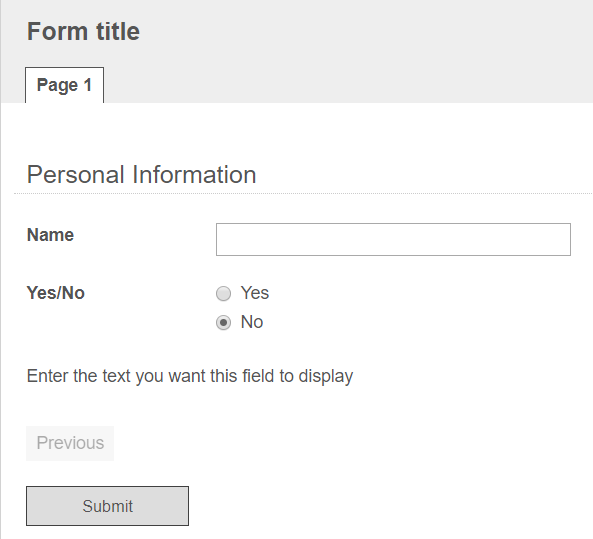 Form title
Page 1
Personal Information
Name
Yes/No
Yes
No
Enter the text you want this field to display
Previous
Submit